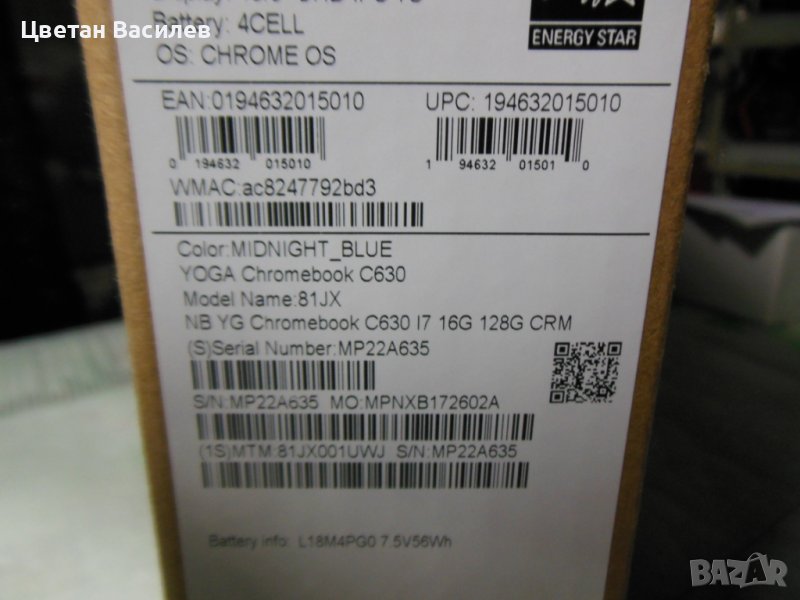 Цветан Василев
Battery: 4CELL
OS: CHROME OS
ENERGY STAR
EAN:0194632015010 UPC: 194632015010
0 194632 015010 1 94632 01501 0
WMAC:ac8247792bd3
Color:MIDNIGHT_BLUE
YOGA Chromebook C630
Model Name:81JX
NB YG Chromebook C630 I7 16G 128G CRM
(S)Serial Number:MP22A635
S/N:MP22A635 MO:MPNXB172602A
(1S)MTM:81JX001UWJ S/N:MP22A635
Battery info: L18M4PG0 7.5V56Wh
BAZAR